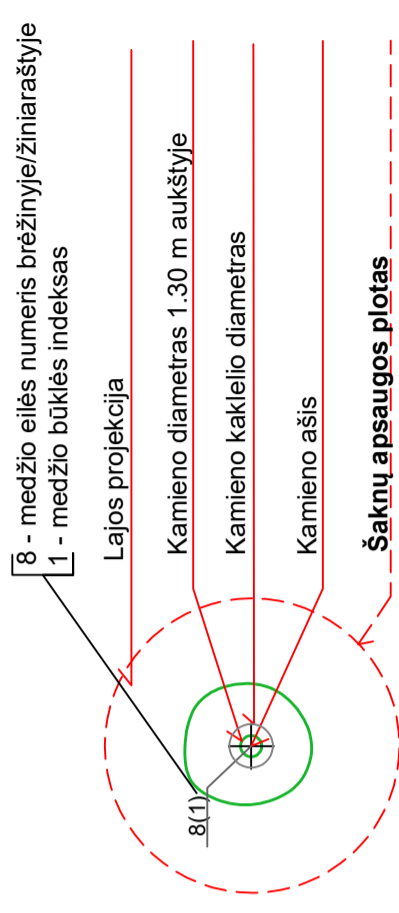 8 - medžio eilės numeris brėžinyje/žiniaraštyje
1 - medžio būklės indeksas
Lajos projekcija
Kamieno diametras 1.30 m aukštyje
Kamieno kaklelio diametras
Kamieno ašis
Šaknų apsaugos plotas
8(1)